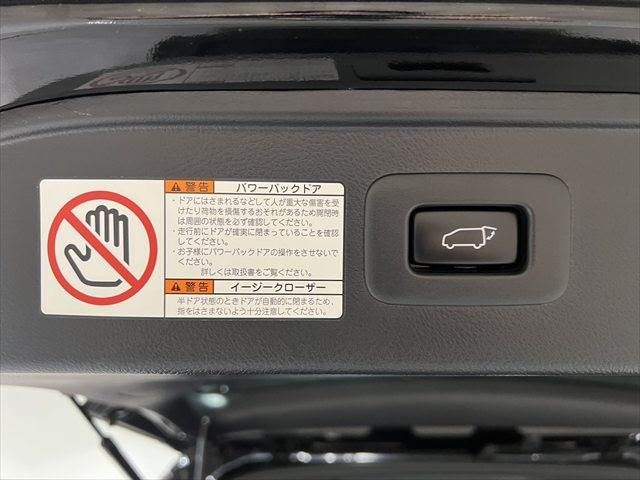 警告 パワーバックドア
・ドアにはさまれるなどして人が重大な傷害を受
けたり荷物を損傷するおそれがあるため開閉時
は周囲の状態を必ず確認してください。
・走行前にドアが確実に閉まっていることを確認
してください。
・お子様にパワーバックドアの操作をさせないで
ください。
詳しくは取扱書をご覧ください。
警告 イージークローザー
半ドア状態のときドアが自動的に閉まるため、
指をはさまないよう十分注意してください。